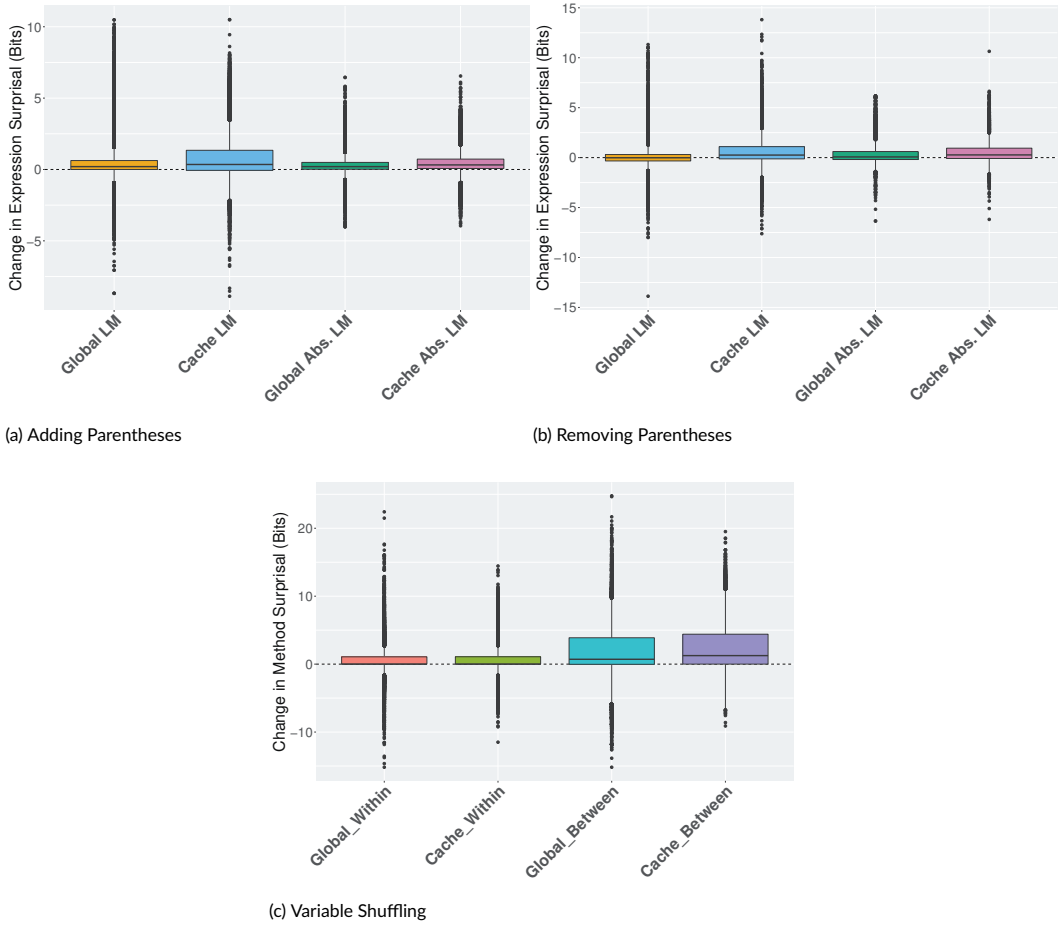 Change in Expression Surprisal (Bits)
10
5
0
−5
Global LM
Cache LM
Global Abs. LM
Cache Abs. LM
(a) Adding Parentheses
Change in Expression Surprisal (Bits)
15
10
5
0
−5
−10
−15
Global LM
Cache LM
Global Abs. LM
Cache Abs. LM
(b) Removing Parentheses
Change in Method Surprisal (Bits)
20
10
0
−10
Global_Within
Cache_Within
Global_Between
Cache_Between
(c) Variable Shuffling